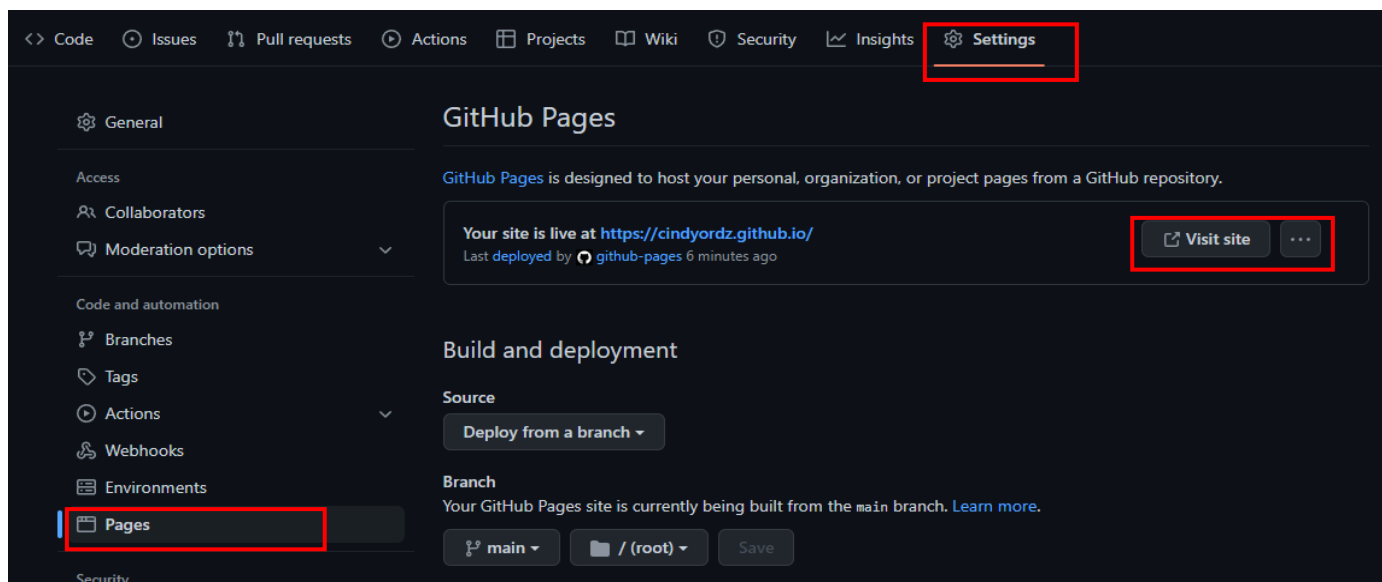 Code Issues Pull requests Actions Projects Wiki Security Insights Settings
General
Access
Collaborators
Moderation options
Code and automation
Branches
Tags
Actions
Webhooks
Environments
Pages
Security
GitHub Pages
GitHub Pages is designed to host your personal, organization, or project pages from a GitHub repository.
Your site is live at https://cindyordz.github.io/
Last deployed by github-pages 6 minutes ago
Visit site ...
Build and deployment
Source
Deploy from a branch
Branch
Your GitHub Pages site is currently being built from the main branch. Learn more.
main / (root) Save